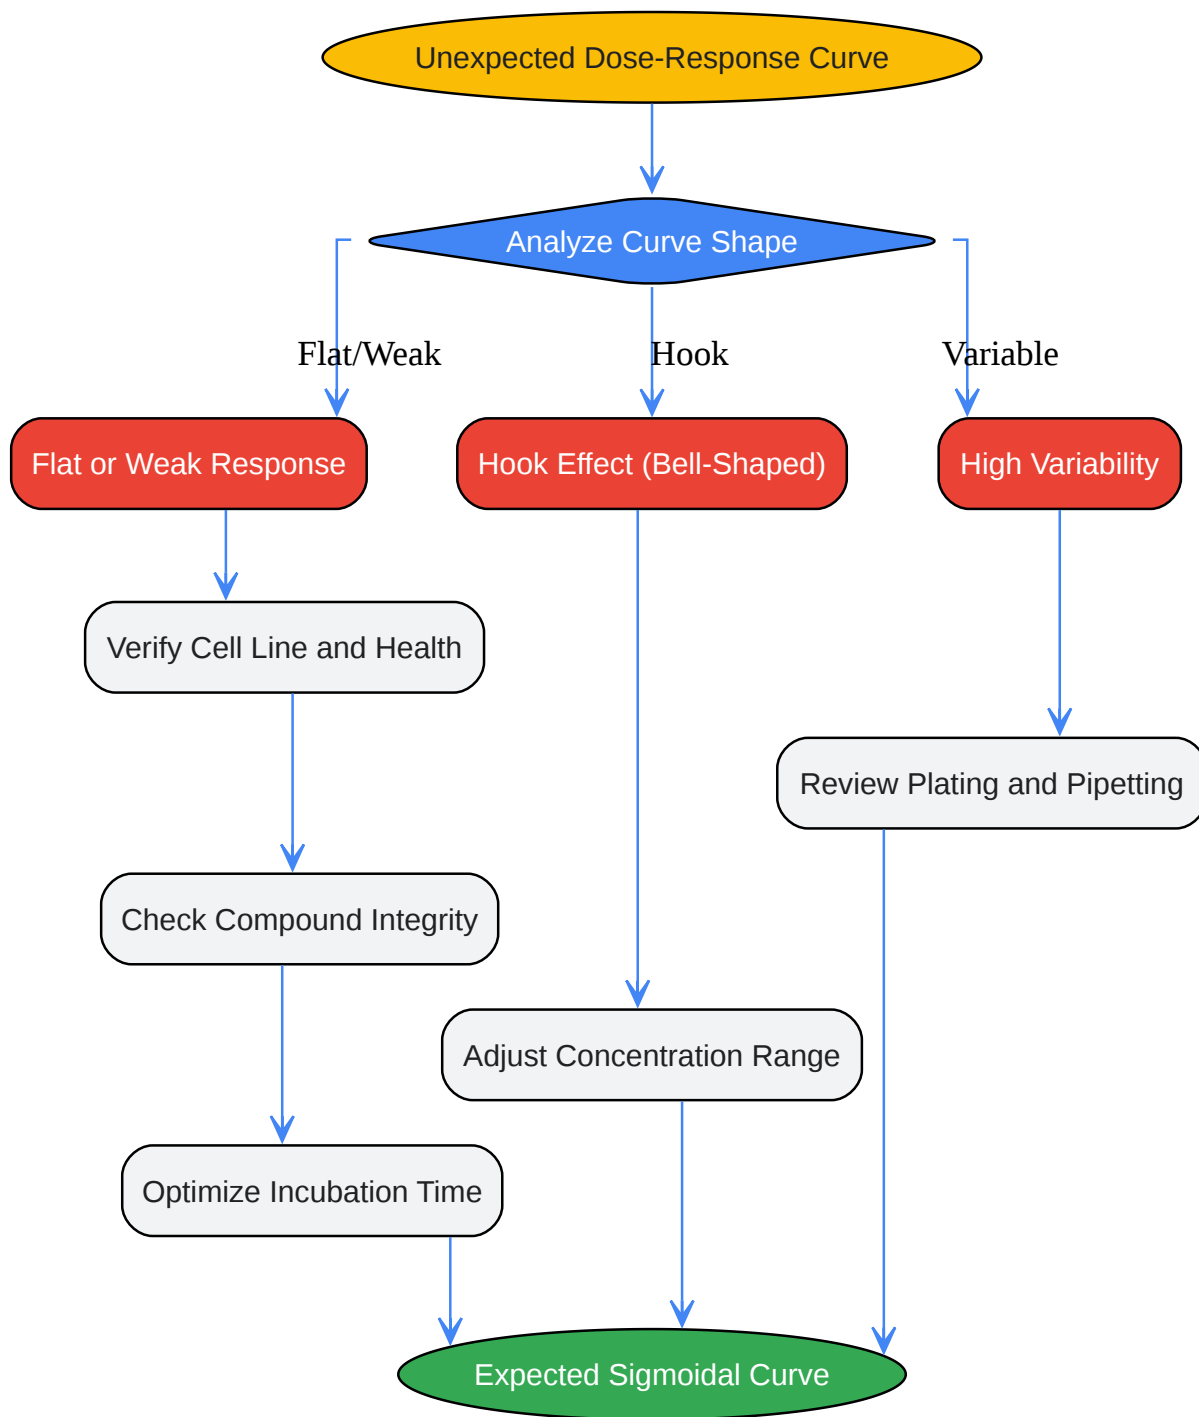 Unexpected Dose-Response Curve
Analyze Curve Shape
Flat/Weak
Hook
Variable
Flat or Weak Response
Hook Effect (Bell-Shaped)
High Variability
Verify Cell Line and Health
Review Plating and Pipetting
Check Compound Integrity
Adjust Concentration Range
Optimize Incubation Time
Expected Sigmoidal Curve